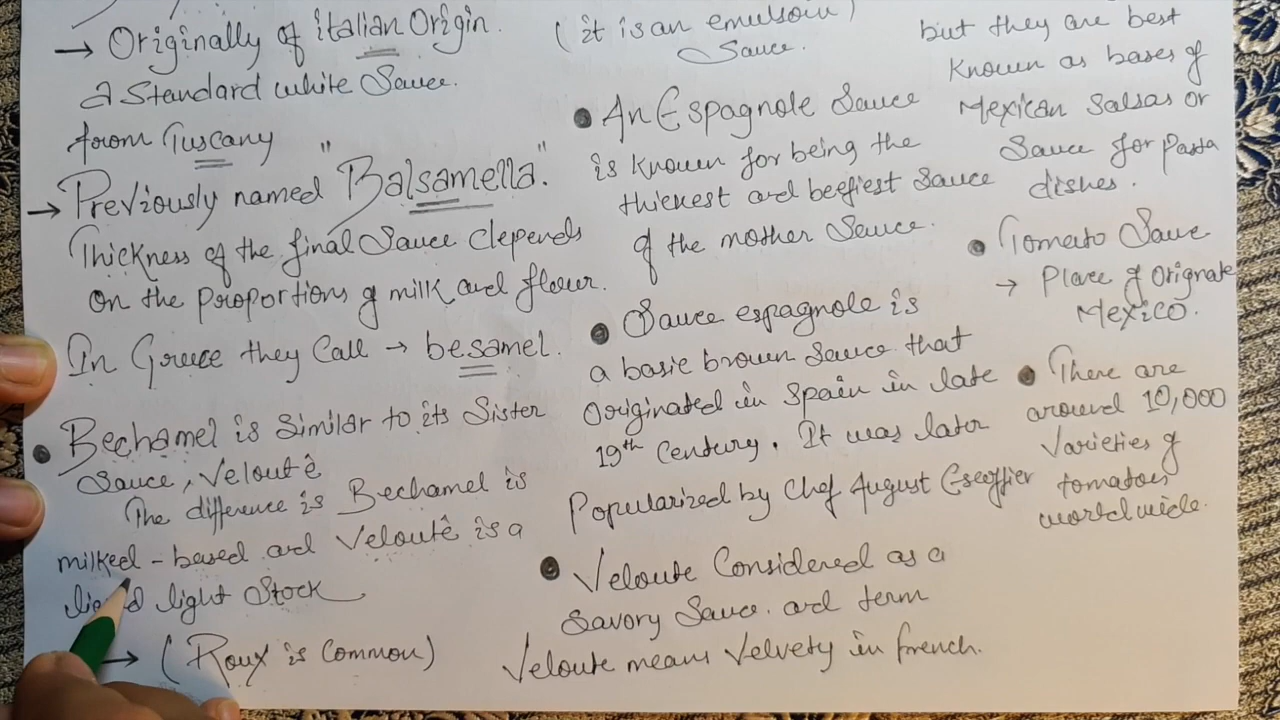 → Originally of italian Origin.
a Standard white Sauce.
from Tuscany
→ Previously named "Balsamella."
Thickness of the final Sauce depends
on the proportions of milk and flour.
In Greece they Call → besamel.
• Bechamel is Similar to its Sister
Sauce, Veloutê
The difference is Bechamel is
milked - based and Veloutê is a
light Stock
→ (Roux is Common)
(it is an emulsoin)
Sauce.
• An Espagnole Sauce
is known for being the
thickest and beefiest Sauce
of the mother Sauce.
• Sauce espagnole is
a basic brown Sauce that
Originated in Spain in late
19th Century. It was later
Popularized by Chef August Escoffier
• Veloute Considered as a
Savory Sauce. and term
Veloute means Velvety in french.
but they are best
Known as bases of
Mexican Salsas or
Sauce for Pasta
dishes.
• Tomato Sauce
→ Place of Orignate
Mexico.
• There are
around 10,000
Varieties of
tomatoes
worldwide.